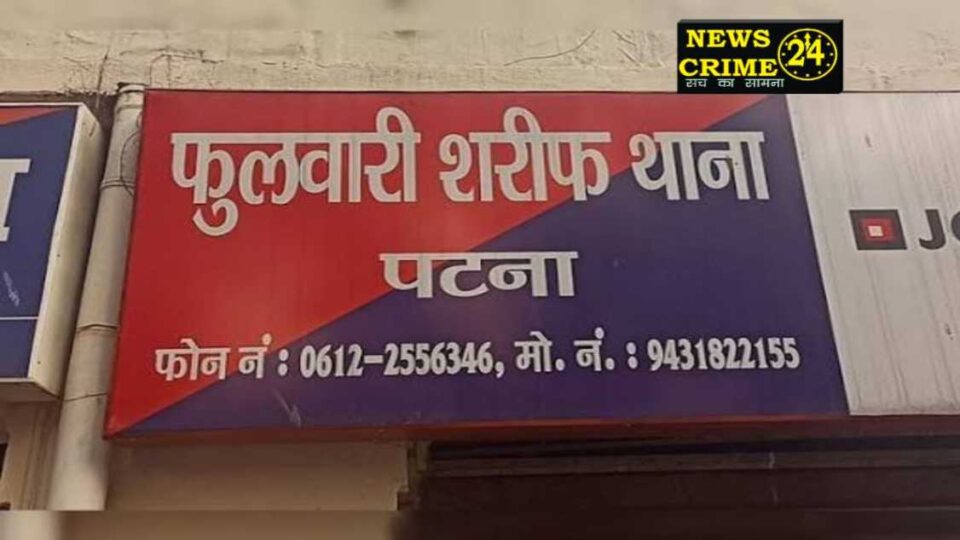 NEWS
CRIME 24
सच का सामना
फुलवारी शरीफ थाना
पटना
फोन नं : 0612-2556346, मो. नं. : 9431822155